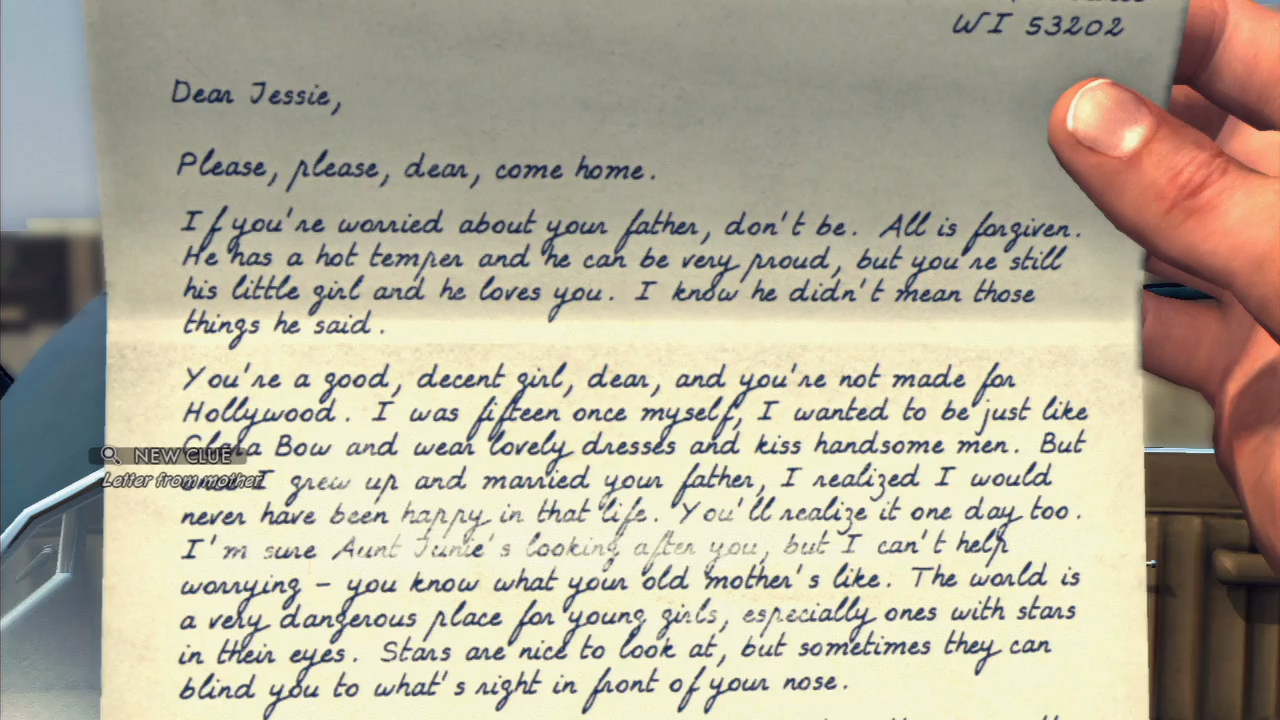 WI 53202
Dear Jessie,
Please, please, dear, come home.
If you're worried about your father, don't be. All is forgiven.
He has a hot temper and he can be very proud, but you're still
his little girl and he loves you. I know he didn't mean those
things he said.
You're a good, decent girl, dear, and you're not made for
Hollywood. I was fifteen once myself, I wanted to be just like
Clara Bow and wear lovely dresses and kiss handsome men. But
NEW CLUE
Letter from mother
I grew up and married your father, I realized I would
never have been happy in that life. You'll realize it one day too.
I'm sure Aunt Junie's looking after you, but I can't help
worrying – you know what your old mother's like. The world is
a very dangerous place for young girls, especially ones with stars
in their eyes. Stars are nice to look at, but sometimes they can
blind you to what's right in front of your nose.